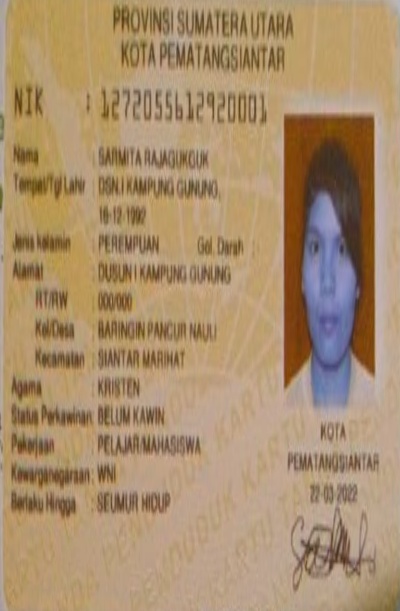 PROVINSI SUMATERA UTARA
KOTA PEMATANGSIANTAR
NIK : 1272055612920001
Nama : SARMITA RAJAGUKGUK
Tempat/Tgl Lahir : DSN.I KAMPUNG GUNUNG,
16-12-1992
Jenis kelamin : PEREMPUAN Gol. Darah :
Alamat : DUSUN I KAMPUNG GUNUNG
RT/RW : 000/000
Kel/Desa : BARINGIN PANCUR NAULI
Kecamatan : SIANTAR MARIHAT
Agama : KRISTEN
Status Perkawinan: BELUM KAWIN
Pekerjaan : PELAJAR/MAHASISWA
Kewarganegaraan: WNI
Berlaku Hingga : SEUMUR HIDUP
KOTA
PEMATANGSIANTAR
22-03-2022